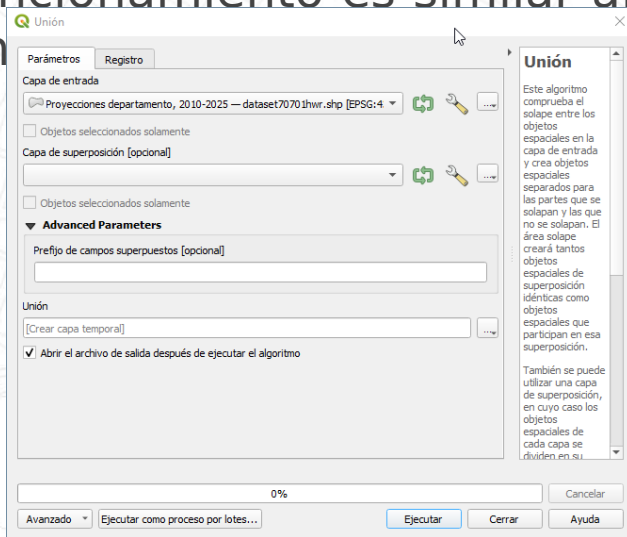 ncionamiento es similar al
Unión
Parámetros
Registro
Capa de entrada
Proyecciones departamento, 2010-2025 — dataset70701hwr.shp [EPSG:4
Objetos seleccionados solamente
Capa de superposición [opcional]
Objetos seleccionados solamente
Advanced Parameters
Prefijo de campos superpuestos [opcional]
Unión
[Crear capa temporal]
Abrir el archivo de salida después de ejecutar el algoritmo
Unión
Este algoritmo
comprueba el
solape entre los
objetos
espaciales en la
capa de entrada
y crea objetos
espaciales
separados para
las partes que se
solapan y las que
no se solapan. El
área solape
creará tantos
objetos
espaciales de
superposición
idénticas como
objetos
espaciales que
participan en esa
superposición.
También se puede
utilizar una capa
de superposición,
en cuyo caso los
objetos
espaciales de
cada capa se
dividen en su
0%
Cancelar
Avanzado
Ejecutar como proceso por lotes...
Ejecutar
Cerrar
Ayuda